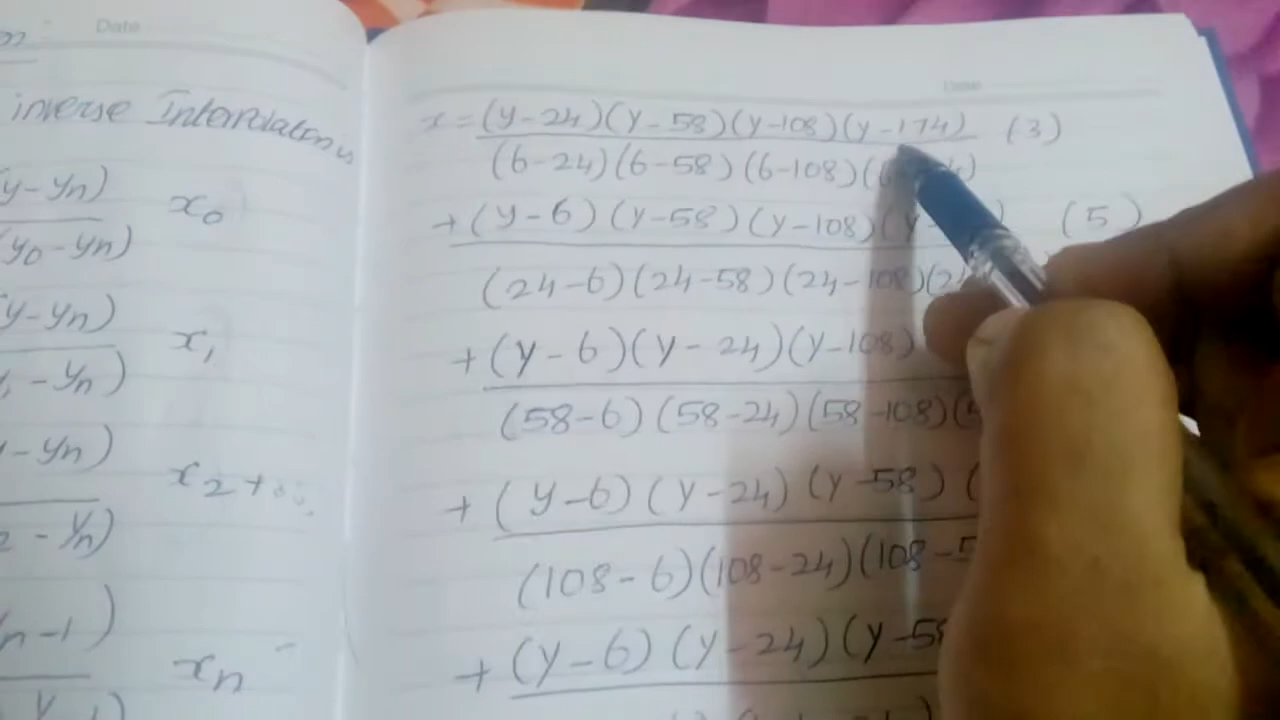 Date
inverse Interpolation
(y-yn)
(y0-yn)
x0
y-yn)
-yn)
x1
-yn)
-yn)
x2+...
n-1)
xn
Date
x=(y-24)(y-58)(y-108)(y-174) (3)
(6-24)(6-58)(6-108)(
+(y-6)(y-58)(y-108)(y- ) (5)
(24-6)(24-58)(24-108)(2
+(y-6)(y-24)(y-108)
(58-6)(58-24)(58-108)(5
+(y-6)(y-24)(y-58)(
(108-6)(108-24)(108-5
+(y-6)(y-24)(y-58